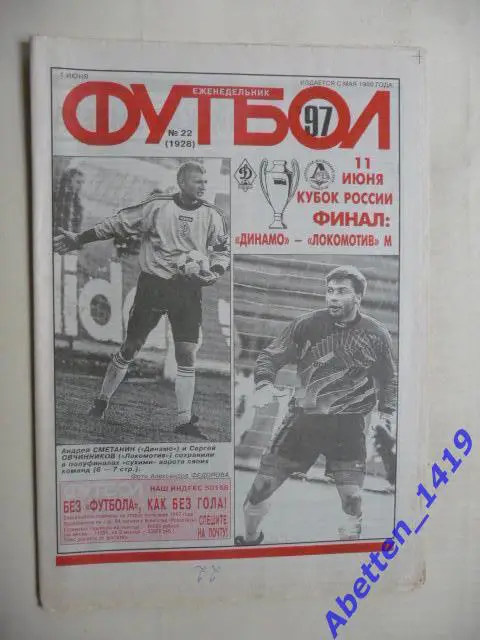 1 ИЮНЯ
ИЗДАЕТСЯ С МАЯ 1960 ГОДА
ЕЖЕНЕДЕЛЬНИК
ФУТБОЛ
97
№ 22
(1928)
11
ИЮНЯ
КУБОК РОССИИ
ФИНАЛ:
«ДИНАМО» – «ЛОКОМОТИВ» М
Андрей СМЕТАНИН («Динамо») и Сергей
ОВЧИННИКОВ («Локомотив») сохранили
в полуфиналах «сухими» ворота своих
команд (6 — 7 стр.).
Фото Александра ФЕДОРОВА
НАШ ИНДЕКС 50155
БЕЗ «ФУТБОЛА», КАК БЕЗ ГОЛА!
СПЕШИТЕ
НА ПОЧТУ!
Abetten_1419